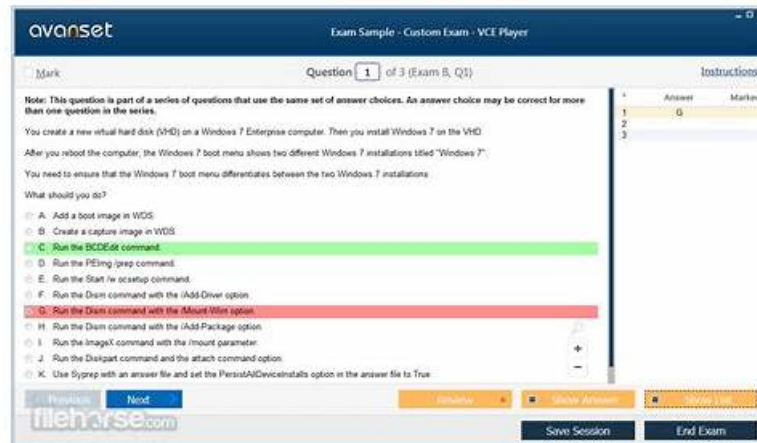 avanset
Exam Sample - Custom Exam - VCE Player
Mark
Question 1 of 3 (Exam B, Q1)
Instructions
Note: This question is part of a series of questions that use the same set of answer choices. An answer choice may be correct for more
than one question in the series.
You create a new virtual hard disk (VHD) on a Windows 7 Enterprise computer. Then you install Windows 7 on the VHD.
After you reboot the computer, the Windows 7 boot menu shows two different Windows 7 installations titled "Windows 7".
You need to ensure that the Windows 7 boot menu differentiates between the two Windows 7 installations.
What should you do?
A. Add a boot image in WDS.
B. Create a capture image in WDS.
C. Run the BCDEdit command.
D. Run the PEImg /prep command.
E. Run the Start /w ocsetup command.
F. Run the Dism command with the /Add-Driver option.
G. Run the Dism command with the /Mount-Wim option.
H. Run the Dism command with the /Add-Package option.
I. Run the ImageX command with the /mount parameter.
J. Run the Diskpart command and the attach command option.
K. Use Sysprep with an answer file and set the PersistAllDeviceInstalls option in the answer file to True
Answer Marked
1 G
2
3
Previous
Next
Review
Show Answer
Show List
filehorse.com
Save Session
End Exam